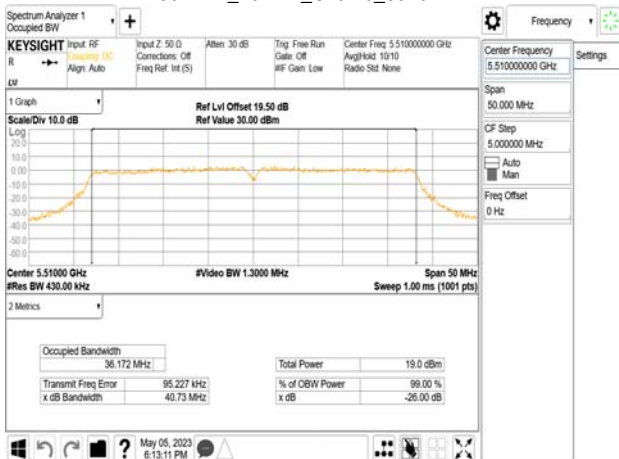 Spectrum Analyzer 1
Occupied BW
+
Frequency
KEYSIGHT
R
Input: RF
Coupling: DC
Align: Auto
Input Z: 50 Ω
Corrections: Off
Freq Ref: Int (S)
Atten: 30 dB
Trig: Free Run
Gate: Off
#IF Gain: Low
Center Freq: 5.510000000 GHz
Avg|Hold: 10/10
Radio Std: None
Center Frequency
5.510000000 GHz
Settings
Span
50.000 MHz
CF Step
5.000000 MHz
Auto
Man
Freq Offset
0 Hz
1 Graph
Scale/Div 10.0 dB
Ref Lvl Offset 19.50 dB
Ref Value 30.00 dBm
Log
20.0
10.0
0.00
-10.0
-20.0
-30.0
-40.0
-50.0
-60.0
Center 5.51000 GHz
#Res BW 430.00 kHz
#Video BW 1.3000 MHz
Span 50 MHz
Sweep 1.00 ms (1001 pts)
2 Metrics
Occupied Bandwidth
36.172 MHz
Total Power 19.0 dBm
Transmit Freq Error 95.227 kHz
% of OBW Power 99.00 %
x dB Bandwidth 40.73 MHz
x dB -26.00 dB
?
May 05, 2023
6:13:11 PM